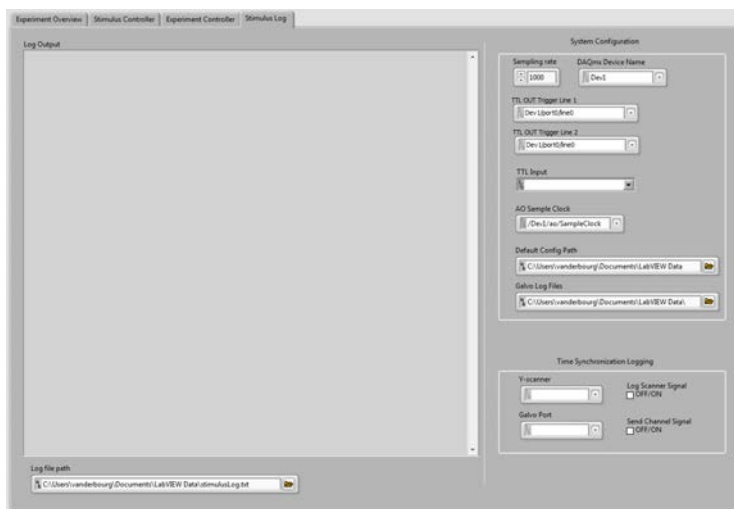 Experiment Overview
Stimulus Controller
Experiment Controller
Stimulus Log
Log Output
Log file path
C:\Users\vanderbourg\Documents\LabVIEW Data\stimulusLog.txt
System Configuration
Sampling rate
1000
DAQmx Device Name
Dev1
TTL OUT Trigger Line 1
Dev1/port0/line0
TTL OUT Trigger Line 2
Dev1/port0/line0
TTL Input
AO Sample Clock
/Dev1/ao/SampleClock
Default Config Path
C:\Users\vanderbourg\Documents\LabVIEW Data
Galvo Log Files
C:\Users\vanderbourg\Documents\LabVIEW Data\
Time Synchronization Logging
Y-scanner
Log Scanner Signal
OFF/ON
Galvo Port
Send Channel Signal
OFF/ON